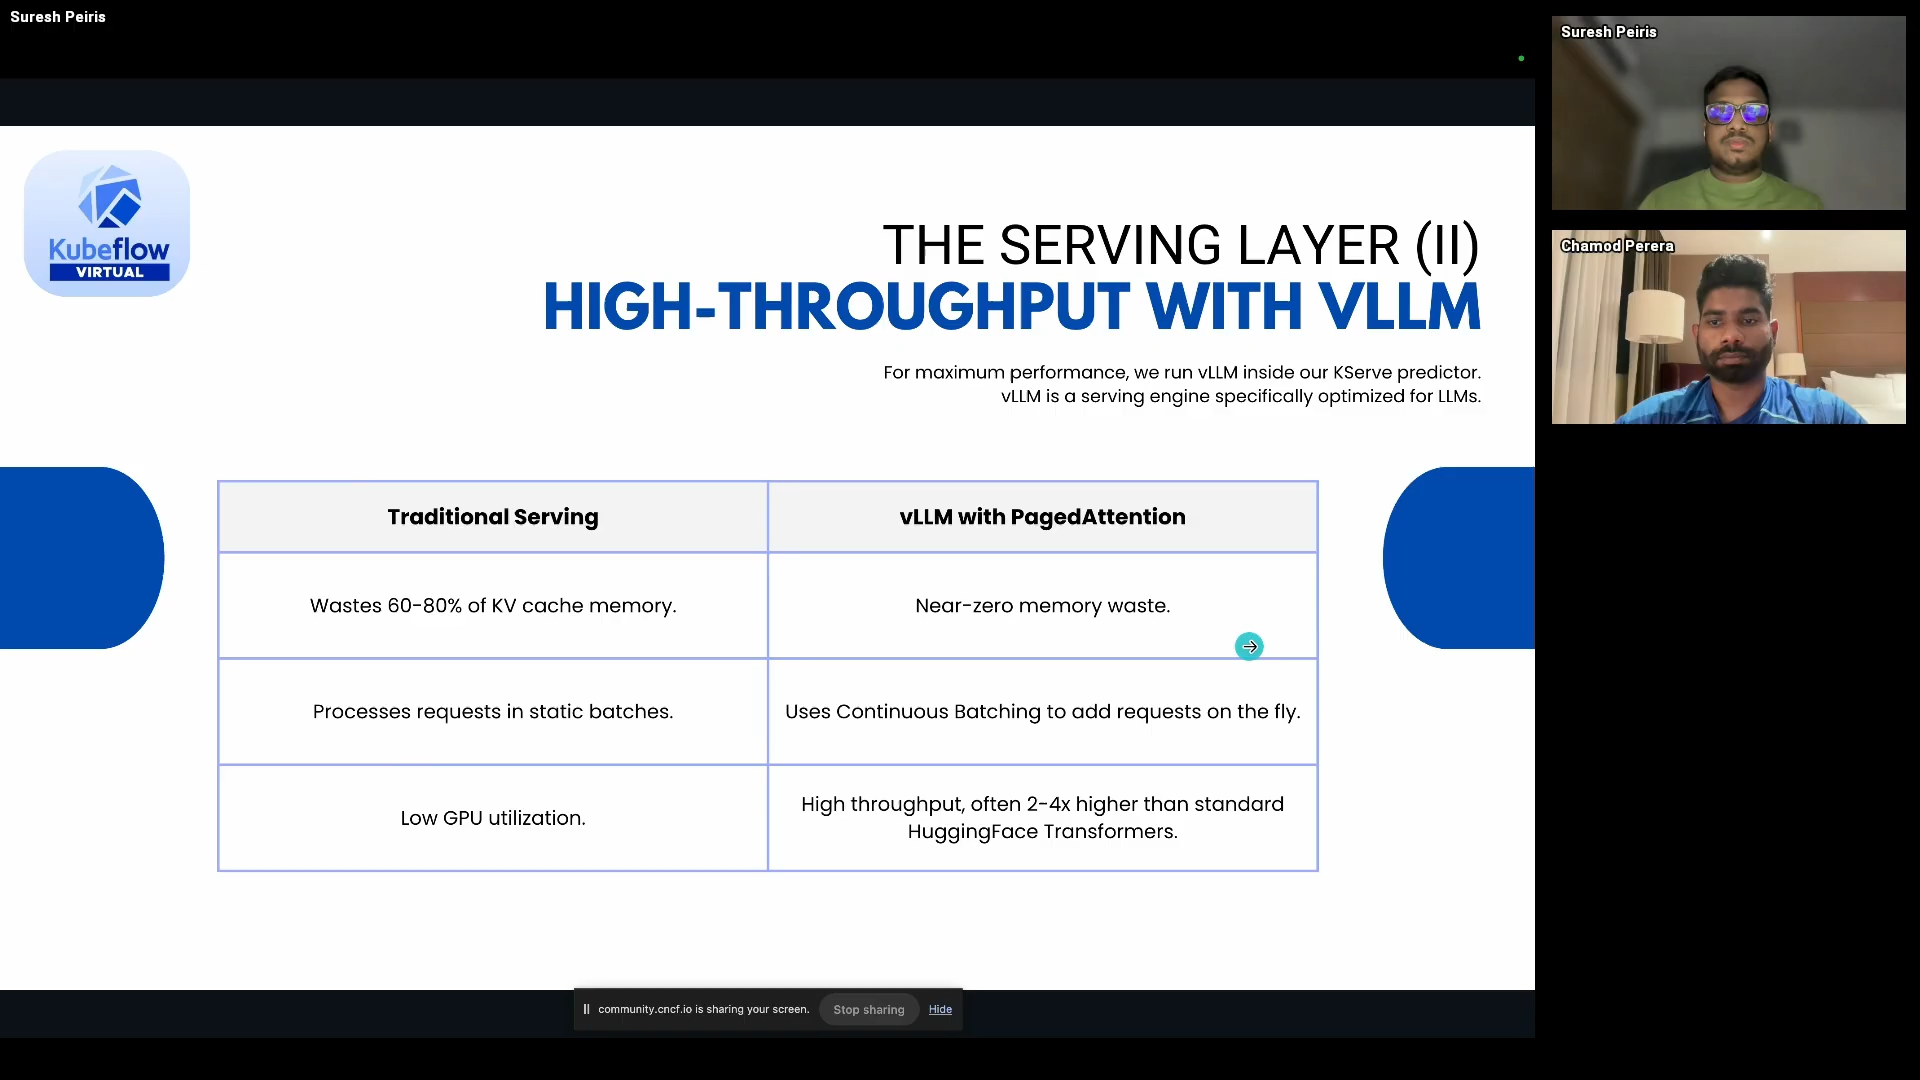 Suresh Peiris
Suresh Peiris
Chamod Perera
Kubeflow
VIRTUAL
THE SERVING LAYER (II)
HIGH-THROUGHPUT WITH VLLM
For maximum performance, we run vLLM inside our KServe predictor.
vLLM is a serving engine specifically optimized for LLMs.
Traditional Serving
vLLM with PagedAttention
Wastes 60-80% of KV cache memory.
Near-zero memory waste.
Processes requests in static batches.
Uses Continuous Batching to add requests on the fly.
Low GPU utilization.
High throughput, often 2-4x higher than standard
HuggingFace Transformers.
community.cncf.io is sharing your screen.
Stop sharing
Hide